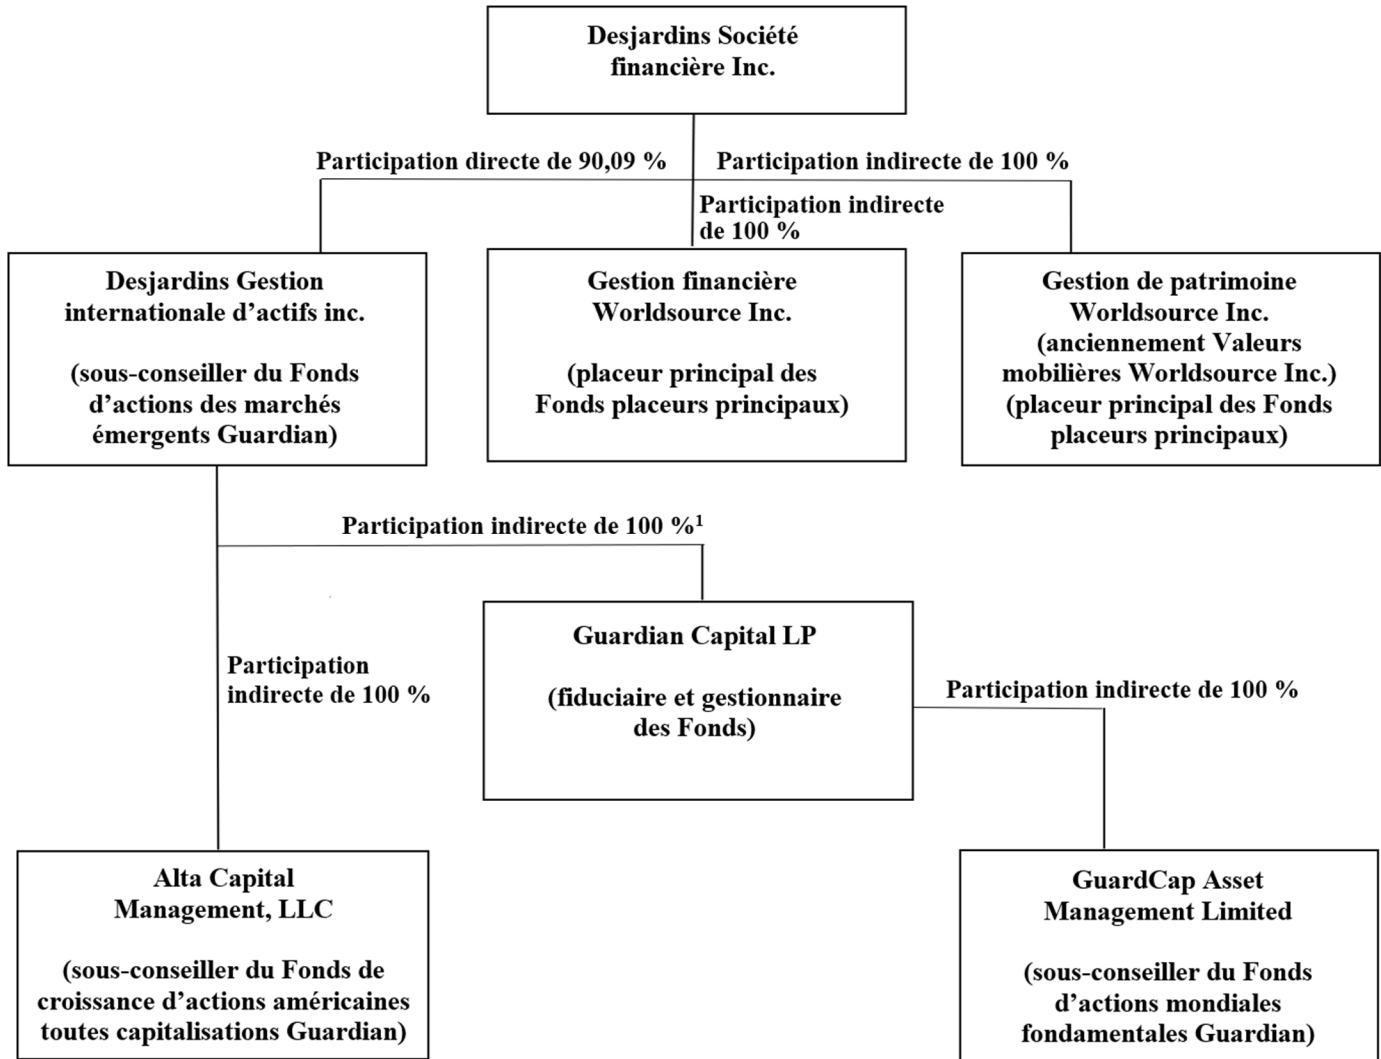 Desjardins Société
financière Inc.
Participation directe de 90,09 %
Participation indirecte de 100 %
Participation indirecte
de 100 %
Desjardins Gestion
internationale d’actifs inc.
(sous-conseiller du Fonds
d’actions des marchés
émergents Guardian)
Gestion financière
Worldsource Inc.
(placeur principal des
Fonds placeurs principaux)
Gestion de patrimoine
Worldsource Inc.
(anciennement Valeurs
mobilières Worldsource Inc.)
(placeur principal des Fonds
placeurs principaux)
Participation indirecte de 100 %¹
Guardian Capital LP
(fiduciaire et gestionnaire
des Fonds)
Participation
indirecte de 100 %
Participation indirecte de 100 %
Alta Capital
Management, LLC
(sous-conseiller du Fonds de
croissance d’actions américaines
toutes capitalisations Guardian)
GuardCap Asset
Management Limited
(sous-conseiller du Fonds
d’actions mondiales
fondamentales Guardian)